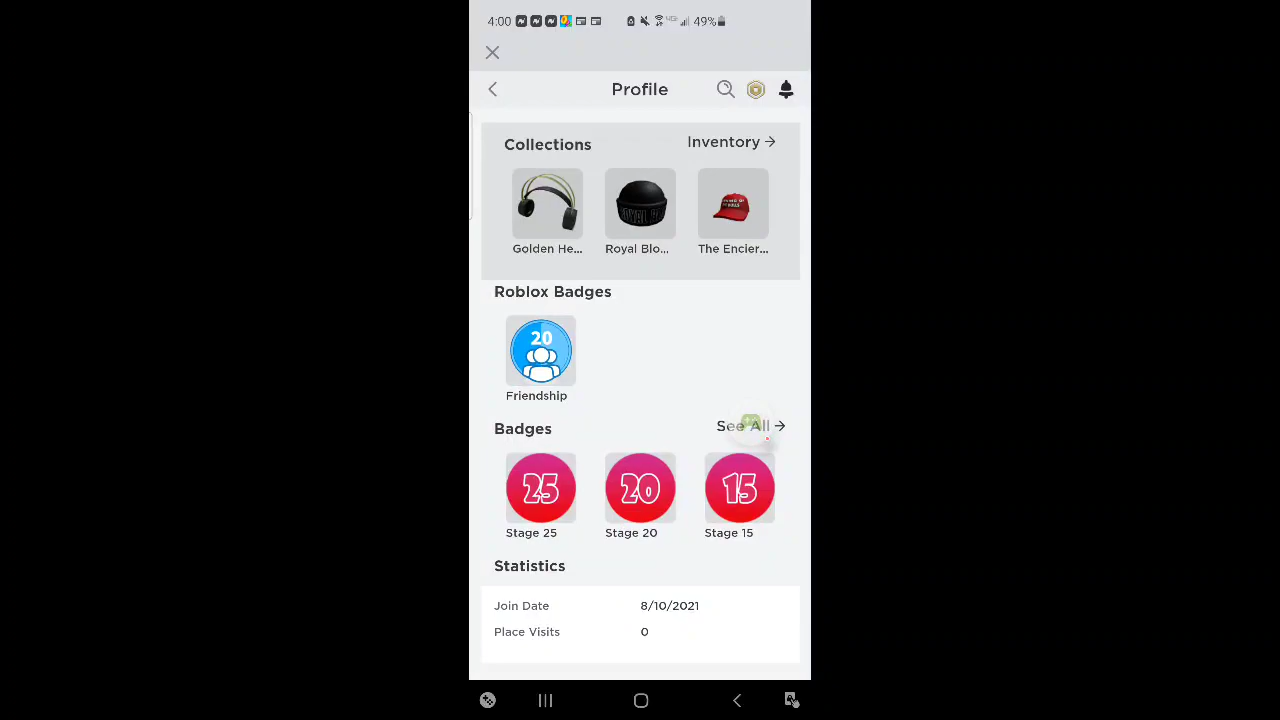 4:00 49%
Profile
Collections Inventory
Golden He... Royal Blo... The Encier...
Roblox Badges
20
Friendship
Badges See All
25 20 15
Stage 25 Stage 20 Stage 15
Statistics
Join Date 8/10/2021
Place Visits 0